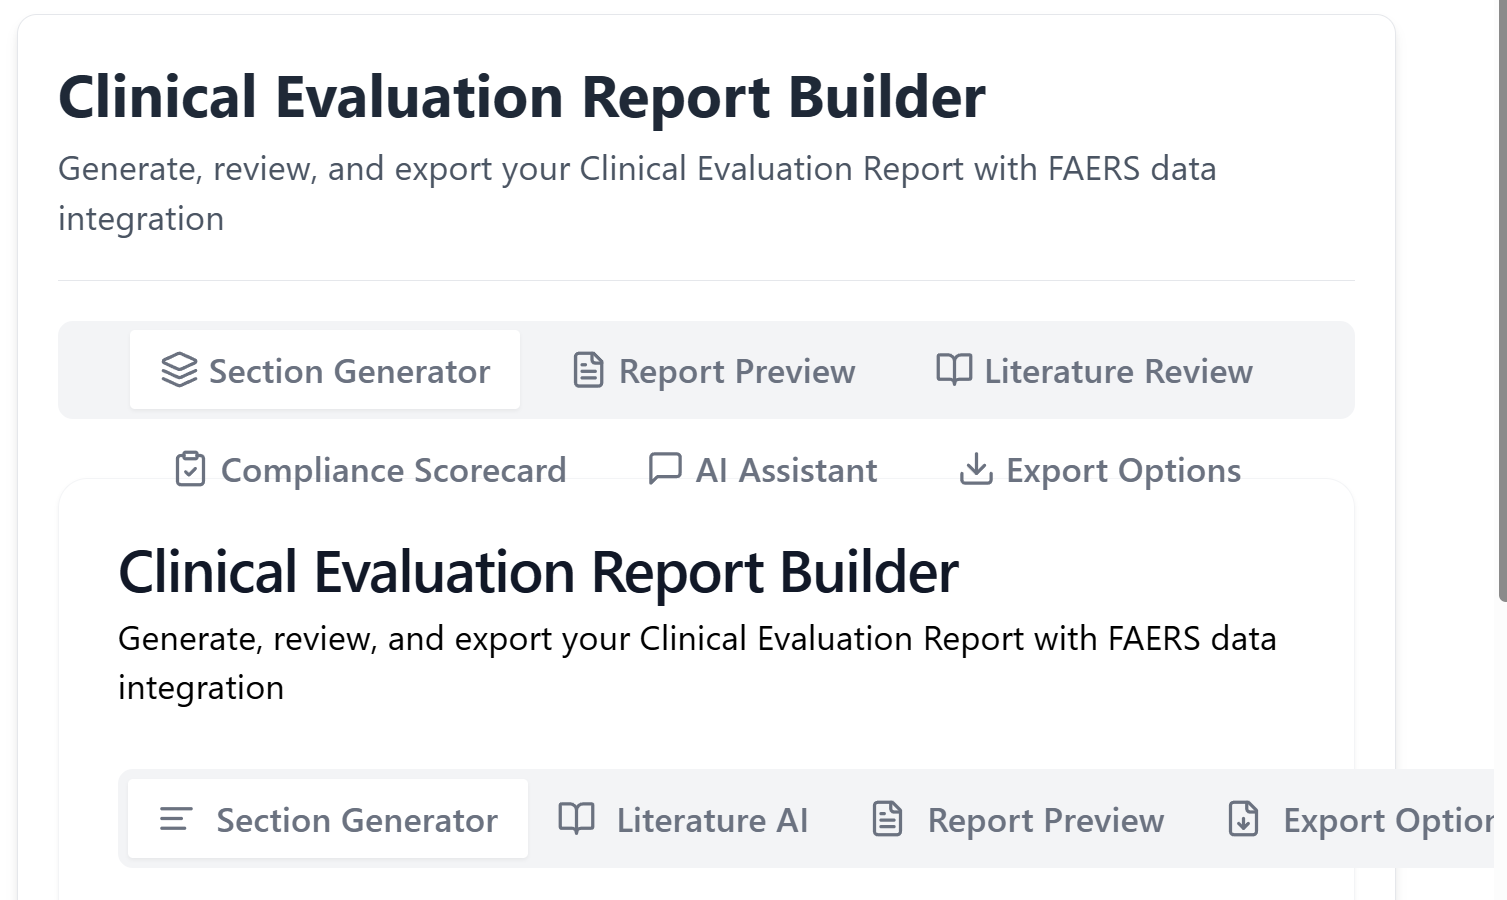 Clinical Evaluation Report Builder
Generate, review, and export your Clinical Evaluation Report with FAERS data
integration
Section Generator Report Preview Literature Review
Compliance Scorecard AI Assistant Export Options
Clinical Evaluation Report Builder
Generate, review, and export your Clinical Evaluation Report with FAERS data
integration
Section Generator Literature AI Report Preview Export Option